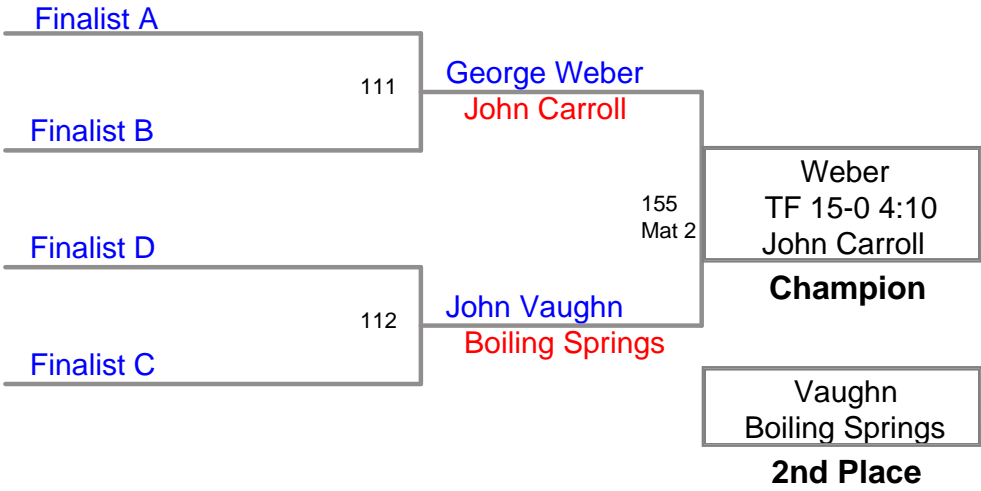 Finalist A
111
George Weber
John Carroll
Finalist B
Weber
TF 15-0 4:10
John Carroll
Champion
155
Mat 2
Finalist D
112
John Vaughn
Boiling Springs
Finalist C
Vaughn
Boiling Springs
2nd Place